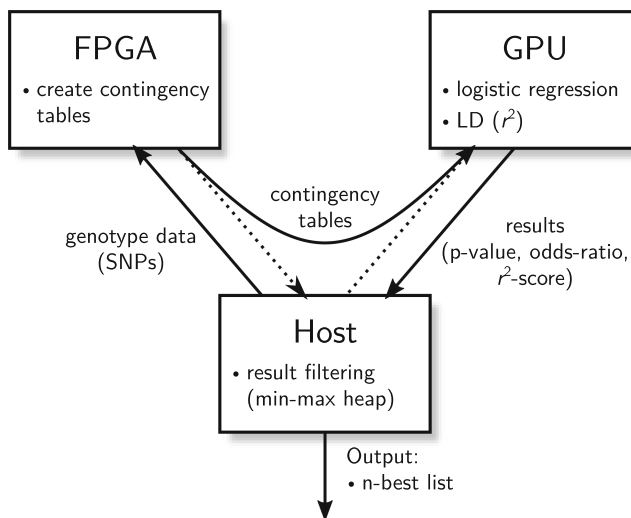 FPGA
• create contingency
tables
GPU
• logistic regression
• LD (r²)
contingency
tables
genotype data
(SNPs)
results
(p-value, odds-ratio,
r²-score)
Host
• result filtering
(min-max heap)
Output:
• n-best list